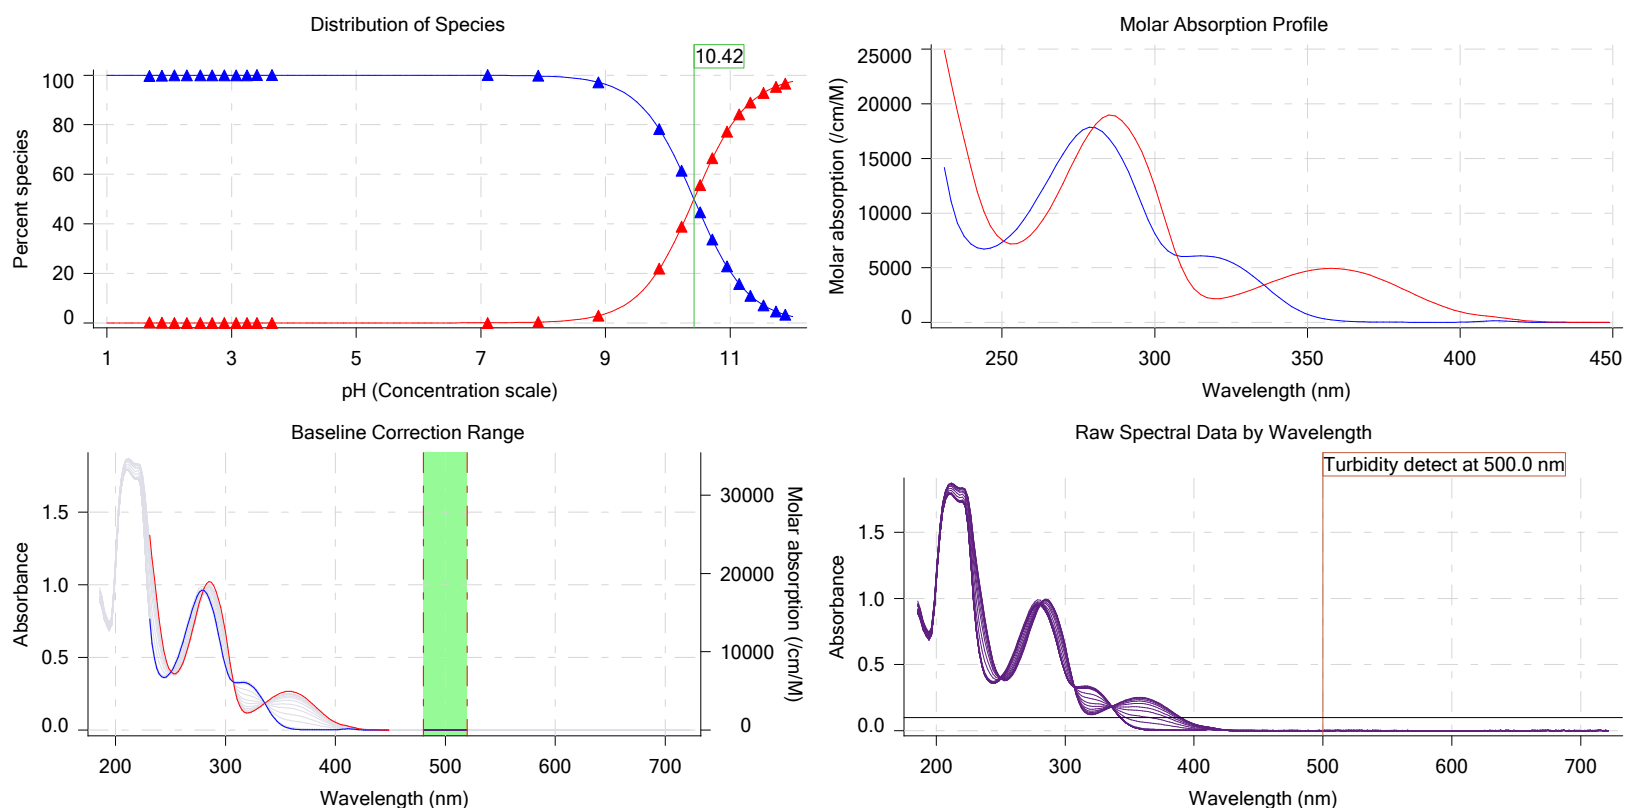 Distribution of Species
10.42
Percent species
100
80
60
40
20
0
1 3 5 7 9 11
pH (Concentration scale)
Molar Absorption Profile
Molar absorption (/cm/M)
25000
20000
15000
10000
5000
0
250 300 350 400 450
Wavelength (nm)
Baseline Correction Range
Absorbance
1.5
1.0
0.5
0.0
30000
20000
10000
0
Molar absorption (/cm/M)
200 300 400 500 600 700
Wavelength (nm)
Raw Spectral Data by Wavelength
Turbidity detect at 500.0 nm
Absorbance
1.5
1.0
0.5
0.0
200 300 400 500 600 700
Wavelength (nm)